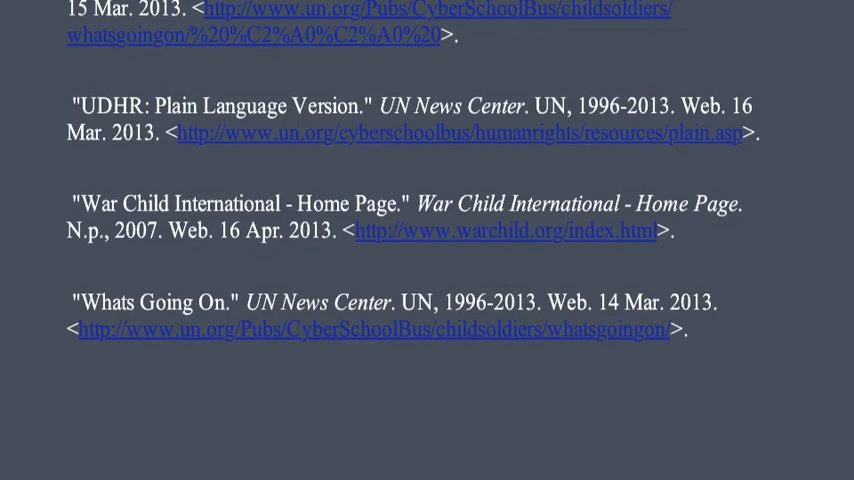 15 Mar. 2013. <http://www.un.org/Pubs/CyberSchoolBus/childsoldiers/
whatsgoingon/%20%C2%A0%C2%A0%20>.
"UDHR: Plain Language Version." UN News Center. UN, 1996-2013. Web. 16
Mar. 2013. <http://www.un.org/cyberschoolbus/humanrights/resources/plain.asp>.
"War Child International - Home Page." War Child International - Home Page.
N.p., 2007. Web. 16 Apr. 2013. <http://www.warchild.org/index.html>.
"Whats Going On." UN News Center. UN, 1996-2013. Web. 14 Mar. 2013.
<http://www.un.org/Pubs/CyberSchoolBus/childsoldiers/whatsgoingon/>.